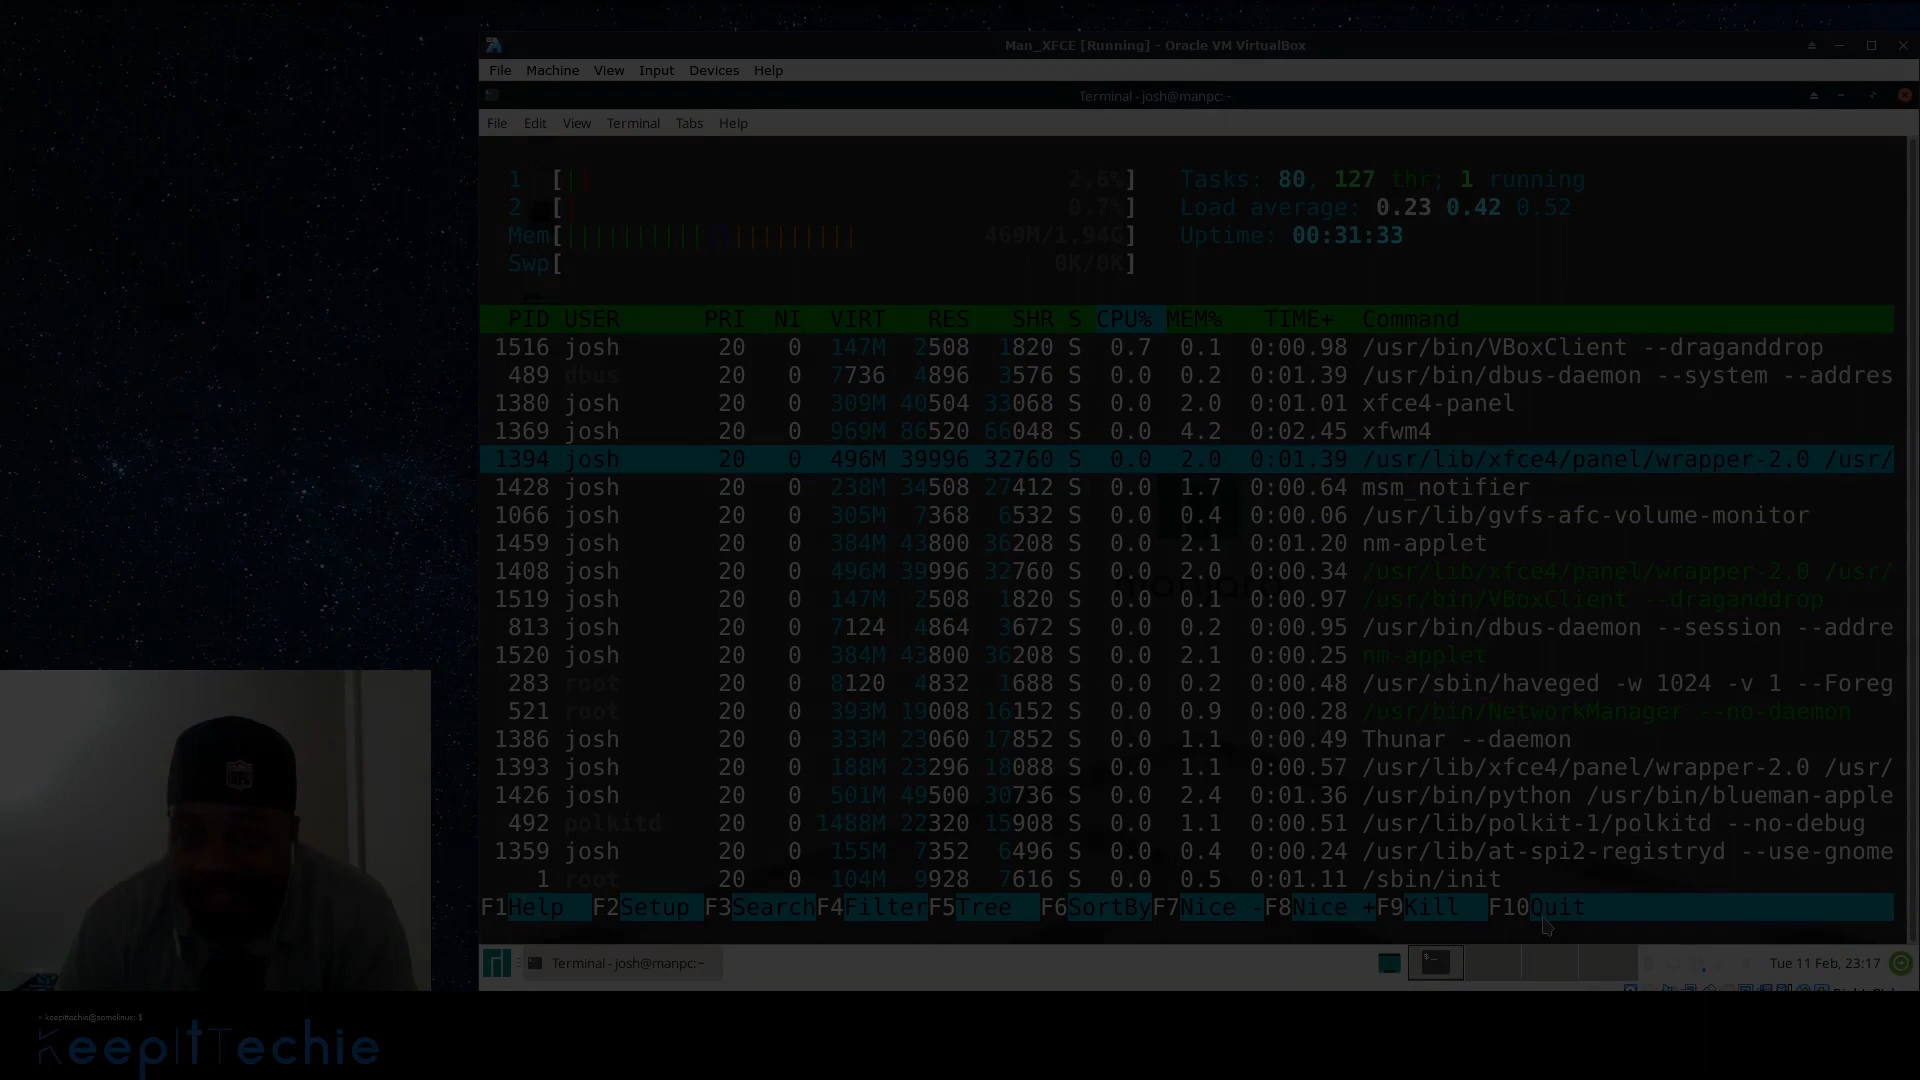 Man_XFCE [Running] - Oracle VM VirtualBox
File Machine View Input Devices Help
Terminal - josh@manpc: ~
File Edit View Terminal Tabs Help
1 [|| 2.6%] Tasks: 80, 127 thr; 1 running
2 [| 0.7%] Load average: 0.23 0.42 0.52
Mem[||||||||||||||||||||| 469M/1.94G] Uptime: 00:31:33
Swp[ 0K/0K]
PID USER PRI NI VIRT RES SHR S CPU% MEM% TIME+ Command
1516 josh 20 0 147M 2508 1820 S 0.7 0.1 0:00.98 /usr/bin/VBoxClient --draganddrop
489 dbus 20 0 7736 4896 3576 S 0.0 0.2 0:01.39 /usr/bin/dbus-daemon --system --addres
1380 josh 20 0 309M 40504 33068 S 0.0 2.0 0:01.01 xfce4-panel
1369 josh 20 0 969M 86520 66048 S 0.0 4.2 0:02.45 xfwm4
1394 josh 20 0 496M 39996 32760 S 0.0 2.0 0:01.39 /usr/lib/xfce4/panel/wrapper-2.0 /usr/
1428 josh 20 0 238M 34508 27412 S 0.0 1.7 0:00.64 msm_notifier
1066 josh 20 0 305M 7368 6532 S 0.0 0.4 0:00.06 /usr/lib/gvfs-afc-volume-monitor
1459 josh 20 0 384M 43800 36208 S 0.0 2.1 0:01.20 nm-applet
1408 josh 20 0 496M 39996 32760 S 0.0 2.0 0:00.34 /usr/lib/xfce4/panel/wrapper-2.0 /usr/
1519 josh 20 0 147M 2508 1820 S 0.0 0.1 0:00.97 /usr/bin/VBoxClient --draganddrop
813 josh 20 0 7124 4864 3672 S 0.0 0.2 0:00.95 /usr/bin/dbus-daemon --session --addre
1520 josh 20 0 384M 43800 36208 S 0.0 2.1 0:00.25 nm-applet
283 root 20 0 8120 4832 1688 S 0.0 0.2 0:00.48 /usr/sbin/haveged -w 1024 -v 1 --Foreg
521 root 20 0 393M 19008 16152 S 0.0 0.9 0:00.28 /usr/bin/NetworkManager --no-daemon
1386 josh 20 0 333M 23060 17852 S 0.0 1.1 0:00.49 Thunar --daemon
1393 josh 20 0 188M 23296 18088 S 0.0 1.1 0:00.57 /usr/lib/xfce4/panel/wrapper-2.0 /usr/
1426 josh 20 0 501M 49500 30736 S 0.0 2.4 0:01.36 /usr/bin/python /usr/bin/blueman-apple
492 polkitd 20 0 1488M 22320 15908 S 0.0 1.1 0:00.51 /usr/lib/polkit-1/polkitd --no-debug
1359 josh 20 0 155M 7352 6496 S 0.0 0.4 0:00.24 /usr/lib/at-spi2-registryd --use-gnome
1 root 20 0 104M 9928 7616 S 0.0 0.5 0:01.11 /sbin/init
F1Help F2Setup F3SearchF4FilterF5Tree F6SortByF7Nice -F8Nice +F9Kill F10Quit
Terminal - josh@manpc: ~
Tue 11 Feb, 23:17
~ keepittechie@somelinux: $
KeepItTechie